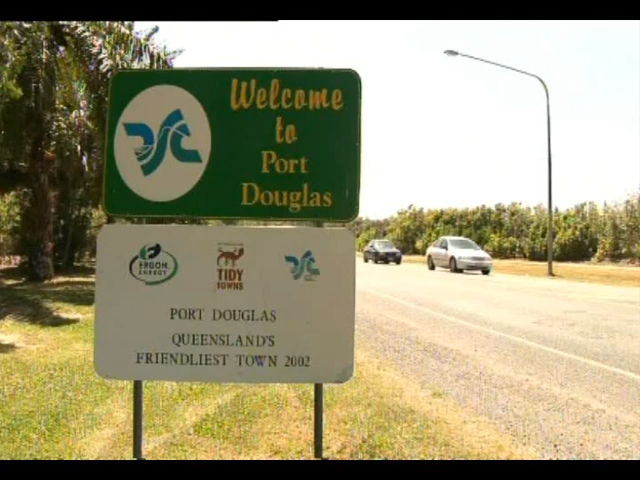 Welcome
to
Port
Douglas
ERGON
ENERGY
TIDY
TOWNS
PORT DOUGLAS
QUEENSLAND'S
FRIENDLIEST TOWN 2002